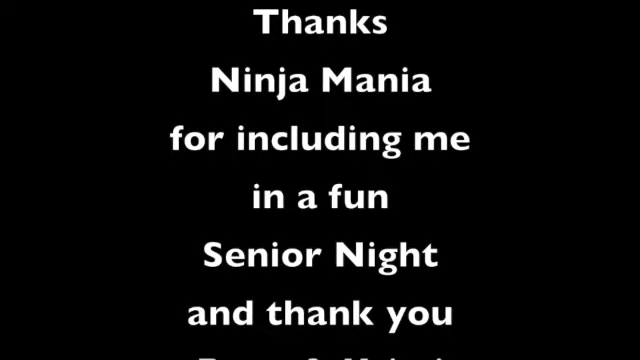 Thanks
Ninja Mania
for including me
in a fun
Senior Night
and thank you